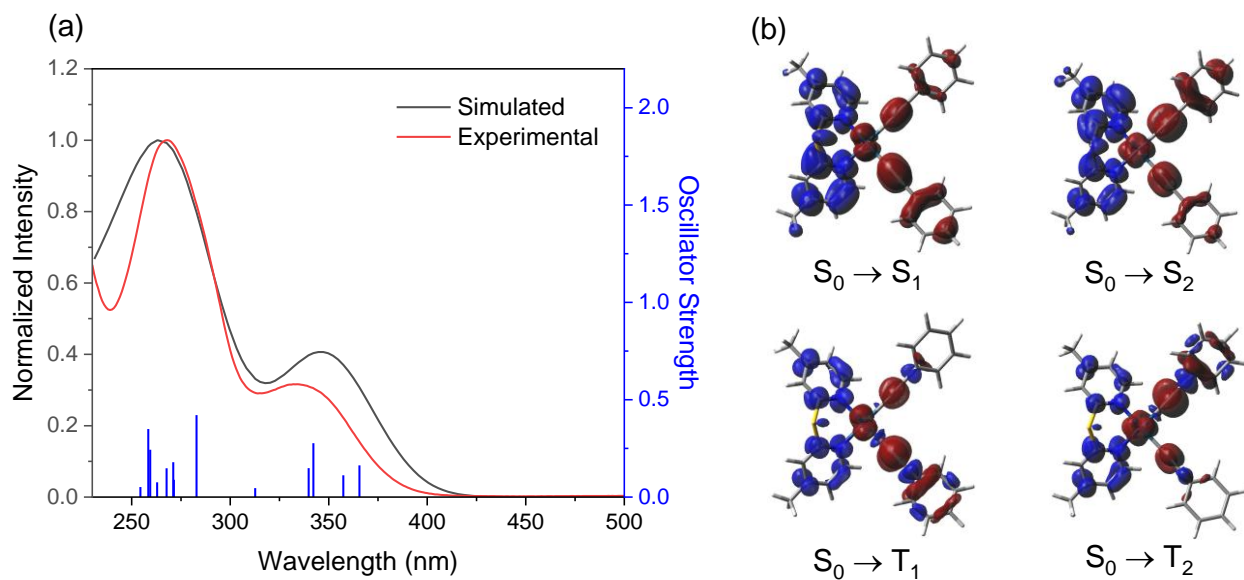 (a)
(b)
Normalized Intensity
1.2
1.0
0.8
0.6
0.4
0.2
0.0
Simulated
Experimental
2.0
1.5
1.0
0.5
0.0
Oscillator Strength
250 300 350 400 450 500
Wavelength (nm)
S₀ → S₁
S₀ → S₂
S₀ → T₁
S₀ → T₂